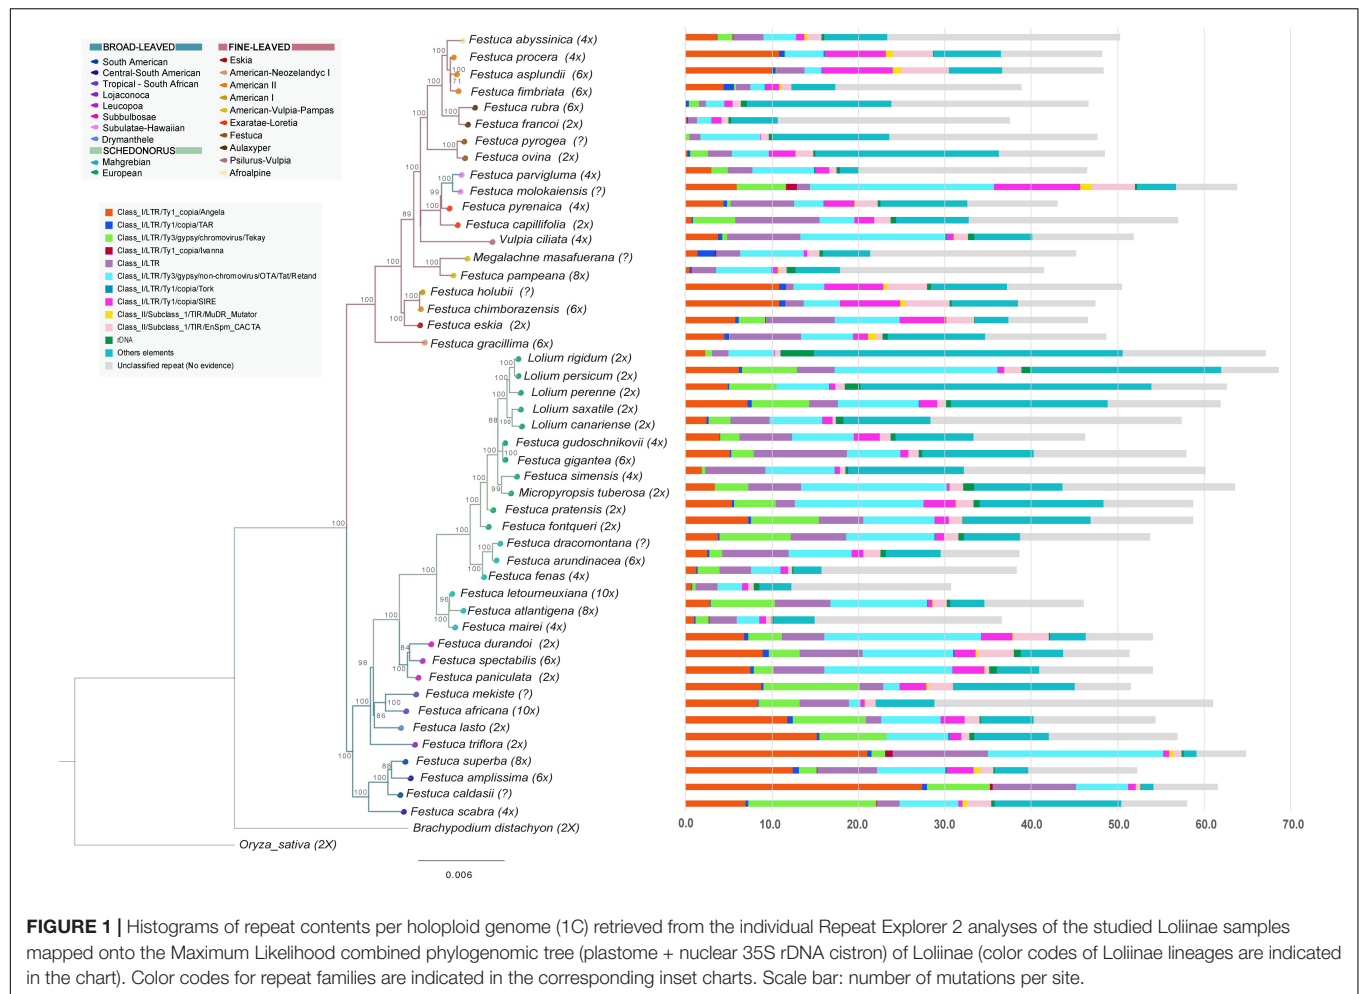 BROAD-LEAVED
South American
Central-South American
Tropical - South African
Lojaconoca
Leucopoa
Subbulbosae
Subulatae-Hawaiian
Drymanthele
SCHEDONORUS
Mahgrebian
European
FINE-LEAVED
Eskia
American-Neozelandyc I
American II
American I
American-Vulpia-Pampas
Exaratae-Loretia
Festuca
Aulaxyper
Psilurus-Vulpia
Afroalpine
Class_I/LTR/Ty1_copia/Angela
Class_I/LTR/Ty1/copia/TAR
Class_I/LTR/Ty3/gypsy/chromovirus/Tekay
Class_I/LTR/Ty1_copia/Ivanna
Class_I/LTR
Class_I/LTR/Ty3/gypsy/non-chromovirus/OTA/Tat/Retand
Class_I/LTR/Ty1/copia/Tork
Class_I/LTR/Ty1/copia/SIRE
Class_II/Subclass_1/TIR/MuDR_Mutator
Class_II/Subclass_1/TIR/EnSpm_CACTA
rDNA
Others elements
Unclassified repeat (No evidence)
Festuca abyssinica (4x)
Festuca procera (4x)
Festuca asplundii (6x)
Festuca fimbriata (6x)
Festuca rubra (6x)
Festuca francoi (2x)
Festuca pyrogea (?)
Festuca ovina (2x)
Festuca parvigluma (4x)
Festuca molokaiensis (?)
Festuca pyrenaica (4x)
Festuca capillifolia (2x)
Vulpia ciliata (4x)
Megalachne masafuerana (?)
Festuca pampeana (8x)
Festuca holubii (?)
Festuca chimborazensis (6x)
Festuca eskia (2x)
Festuca gracillima (6x)
Lolium rigidum (2x)
Lolium persicum (2x)
Lolium perenne (2x)
Lolium saxatile (2x)
Lolium canariense (2x)
Festuca gudoschnikovii (4x)
Festuca gigantea (6x)
Festuca simensis (4x)
Micropyropsis tuberosa (2x)
Festuca pratensis (2x)
Festuca fontqueri (2x)
Festuca dracomontana (?)
Festuca arundinacea (6x)
Festuca fenas (4x)
Festuca letourneuxiana (10x)
Festuca atlantigena (8x)
Festuca mairei (4x)
Festuca durandoi (2x)
Festuca spectabilis (6x)
Festuca paniculata (2x)
Festuca mekiste (?)
Festuca africana (10x)
Festuca lasto (2x)
Festuca triflora (2x)
Festuca superba (8x)
Festuca amplissima (6x)
Festuca caldasii (?)
Festuca scabra (4x)
Brachypodium distachyon (2X)
Oryza_sativa (2X)
0.006
0.0 10.0 20.0 30.0 40.0 50.0 60.0 70.0
FIGURE 1 | Histograms of repeat contents per holoploid genome (1C) retrieved from the individual Repeat Explorer 2 analyses of the studied Loliinae samples
mapped onto the Maximum Likelihood combined phylogenomic tree (plastome + nuclear 35S rDNA cistron) of Loliinae (color codes of Loliinae lineages are indicated
in the chart). Color codes for repeat families are indicated in the corresponding inset charts. Scale bar: number of mutations per site.